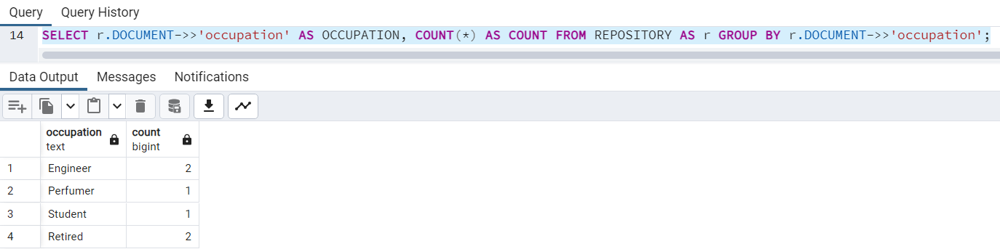 Query Query History
14 SELECT r.DOCUMENT->>'occupation' AS OCCUPATION, COUNT(*) AS COUNT FROM REPOSITORY AS r GROUP BY r.DOCUMENT->>'occupation';
Data Output Messages Notifications
occupation count
text bigint
1 Engineer 2
2 Perfumer 1
3 Student 1
4 Retired 2